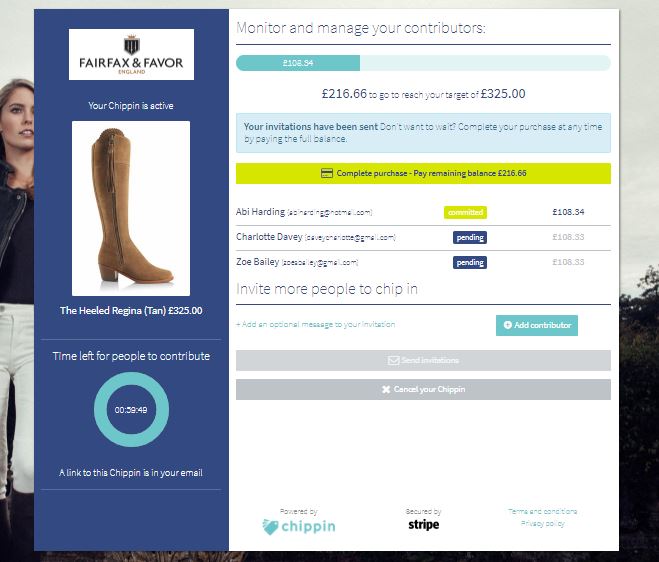 FAIRFAX & FAVOR
ENGLAND
Your Chippin is active
The Heeled Regina (Tan) £325.00
Time left for people to contribute
00:59:49
A link to this Chippin is in your email
Monitor and manage your contributors:
£108.34
£216.66 to go to reach your target of £325.00
Your invitations have been sent Don't want to wait? Complete your purchase at any time
by paying the full balance.
Complete purchase - Pay remaining balance £216.66
Abi Harding (abiharding@hotmail.com) committed £108.34
Charlotte Davey (daveycharlotte@gmail.com) pending £108.33
Zoe Bailey (zoesbailey@gmail.com) pending £108.33
Invite more people to chip in
+ Add an optional message to your invitation
Add contributor
Send invitations
Cancel your Chippin
Powered by
chippin
Secured by
stripe
Terms and conditions
Privacy policy